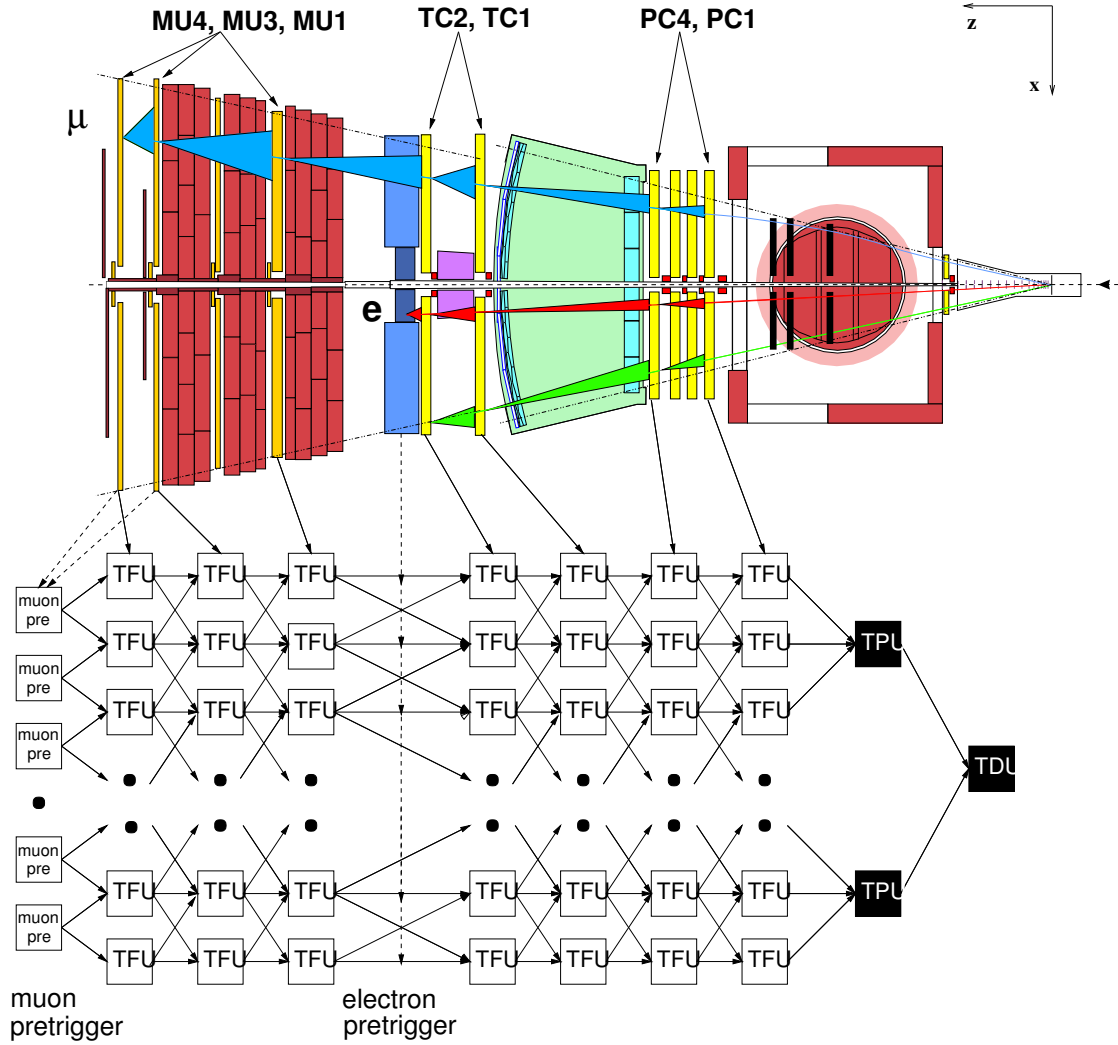 MU4, MU3, MU1
TC2, TC1
PC4, PC1
z
x
μ
e
TFU TFU TFU TFU TFU TFU TFU
muon
pre
TFU TFU TFU TFU TFU TFU TFU
TPU
muon
pre
TFU TFU TFU TFU TFU TFU TFU
muon
pre
TDU
muon
pre
TFU TFU TFU TFU TFU TFU TFU
TPU
muon
pre
TFU TFU TFU TFU TFU TFU TFU
muon
pretrigger
electron
pretrigger